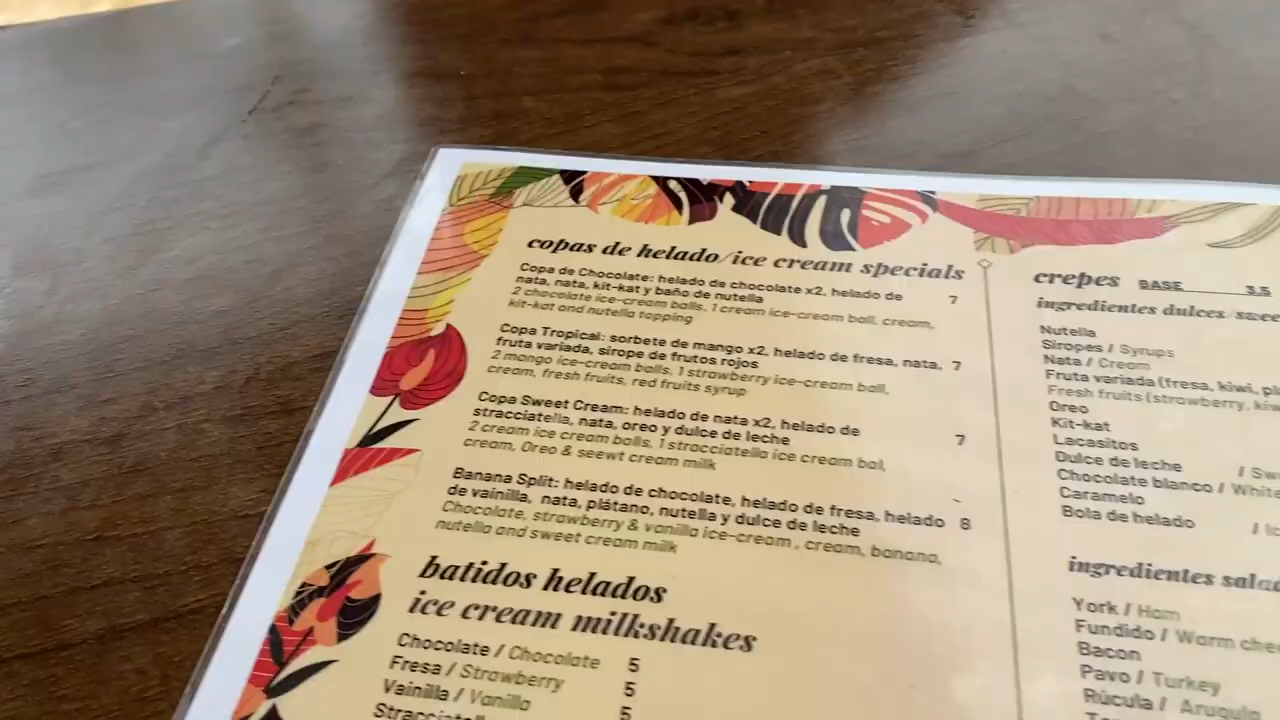 copas de helado/ice cream specials
Copa de Chocolate: helado de chocolate x2, helado de
nata, nata, kit-kat y baño de nutella 7
2 chocolate ice-cream balls, 1 cream ice-cream ball, cream,
kit-kat and nutella topping
Copa Tropical: sorbete de mango x2, helado de fresa, nata,
fruta variada, sirope de frutos rojos 7
2 mango ice-cream balls, 1 strawberry ice-cream ball,
cream, fresh fruits, red fruits syrup
Copa Sweet Cream: helado de nata x2, helado de
stracciatella, nata, oreo y dulce de leche 7
2 cream ice cream balls, 1 stracciatella ice cream bal,
cream, Oreo & seewt cream milk
Banana Split: helado de chocolate, helado de fresa, helado
de vainilla, nata, plátano, nutella y dulce de leche 8
Chocolate, strawberry & vanilla ice-cream , cream, banana,
nutella and sweet cream milk
batidos helados
ice cream milkshakes
Chocolate / Chocolate 5
Fresa / Strawberry 5
Vainilla / Vanilla 5
crepes BASE 3.5
ingredientes dulces/
Nutella
Siropes / Syrups
Nata / Cream
Fruta variada (fresa, kiwi,
Fresh fruits (strawberry,
Oreo
Kit-kat
Lacasitos
Dulce de leche /
Chocolate blanco / White
Caramelo
Bola de helado /
ingredientes
York / Ham
Fundido / Warm
Bacon
Pavo / Turkey
Rúcula / Arugula